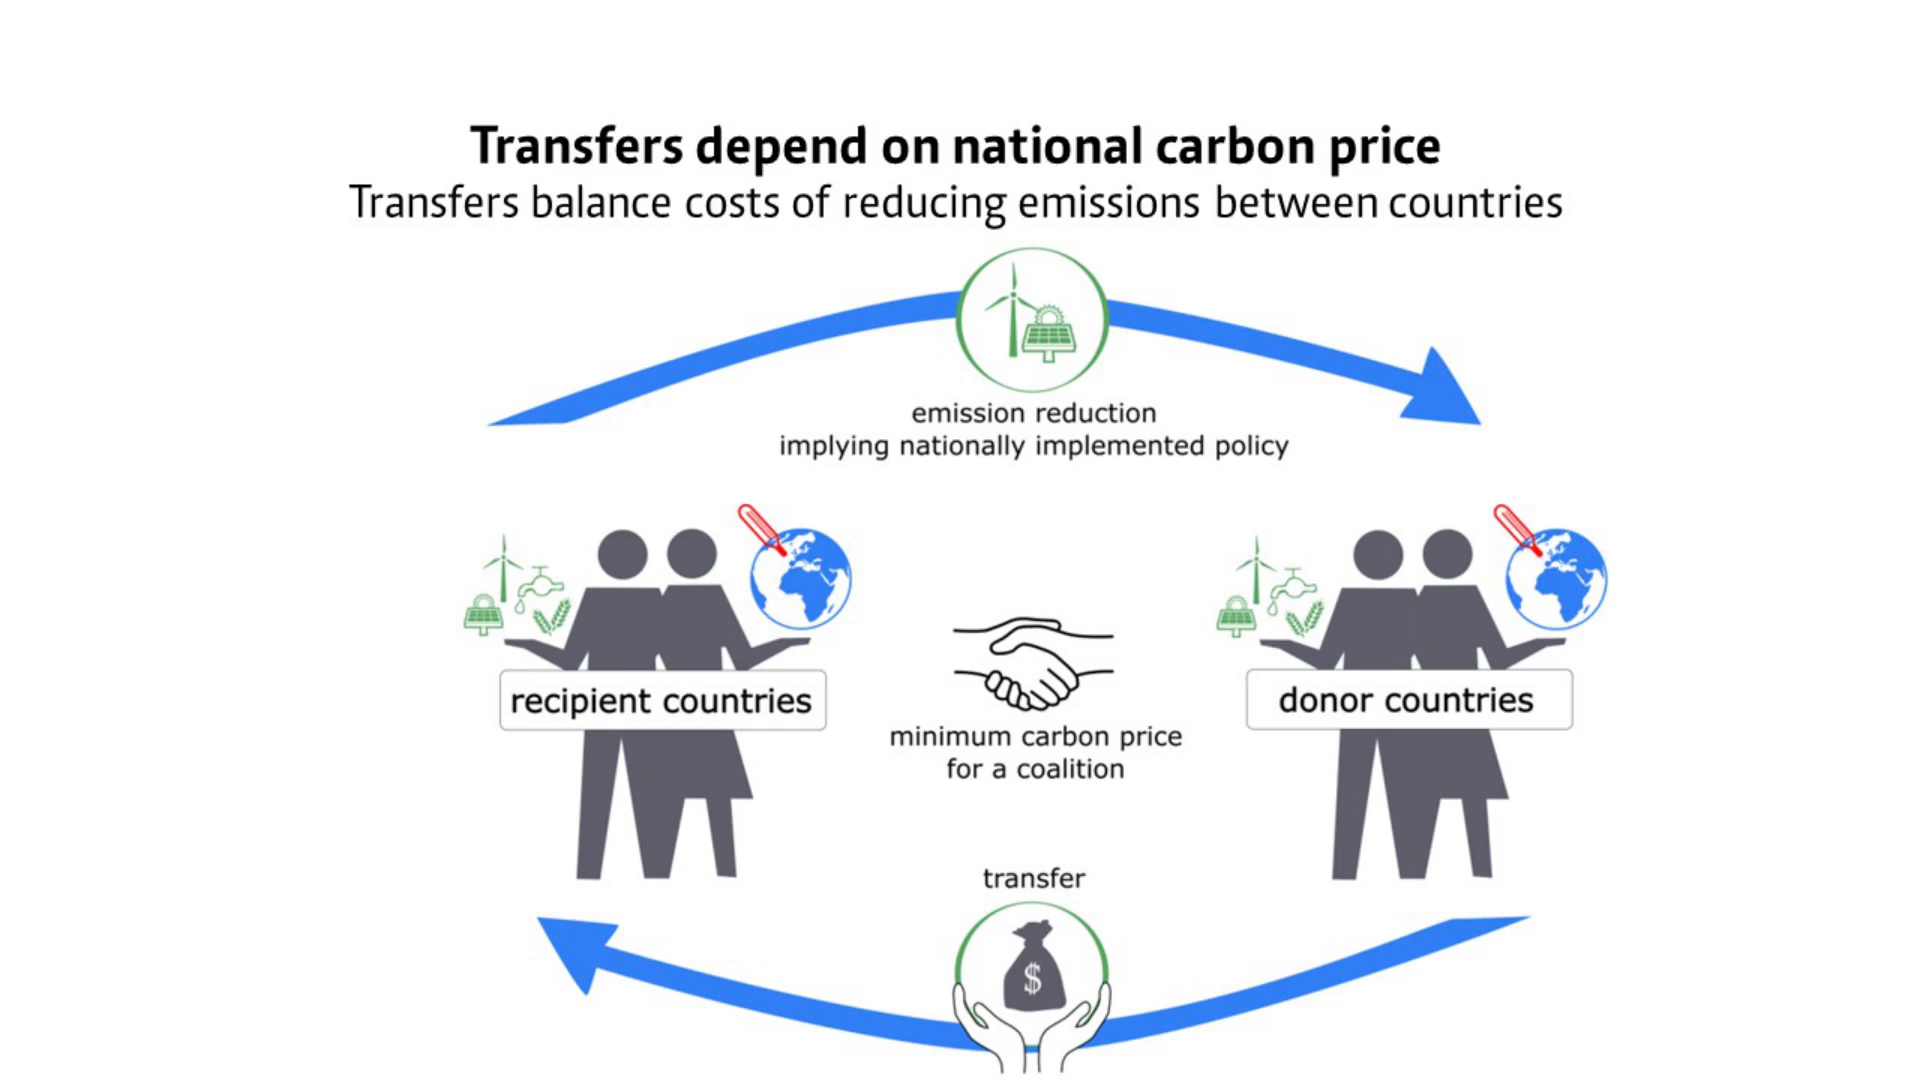 Transfers depend on national carbon price
Transfers balance costs of reducing emissions between countries
emission reduction
implying nationally implemented policy
recipient countries
donor countries
minimum carbon price
for a coalition
transfer
$